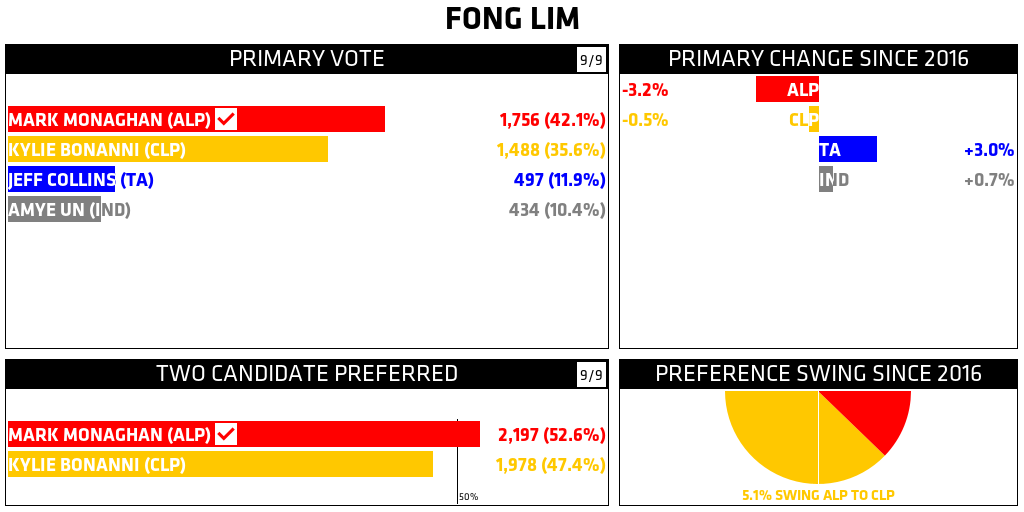 FONG LIM
PRIMARY VOTE 9/9
MARK MONAGHAN (ALP) 1,756 (42.1%)
KYLIE BONANNI (CLP) 1,488 (35.6%)
JEFF COLLINS (TA) 497 (11.9%)
AMYE UN (IND) 434 (10.4%)
PRIMARY CHANGE SINCE 2016
-3.2% ALP
-0.5% CLP
TA +3.0%
IND +0.7%
TWO CANDIDATE PREFERRED 9/9
MARK MONAGHAN (ALP) 2,197 (52.6%)
KYLIE BONANNI (CLP) 1,978 (47.4%)
50%
PREFERENCE SWING SINCE 2016
5.1% SWING ALP TO CLP